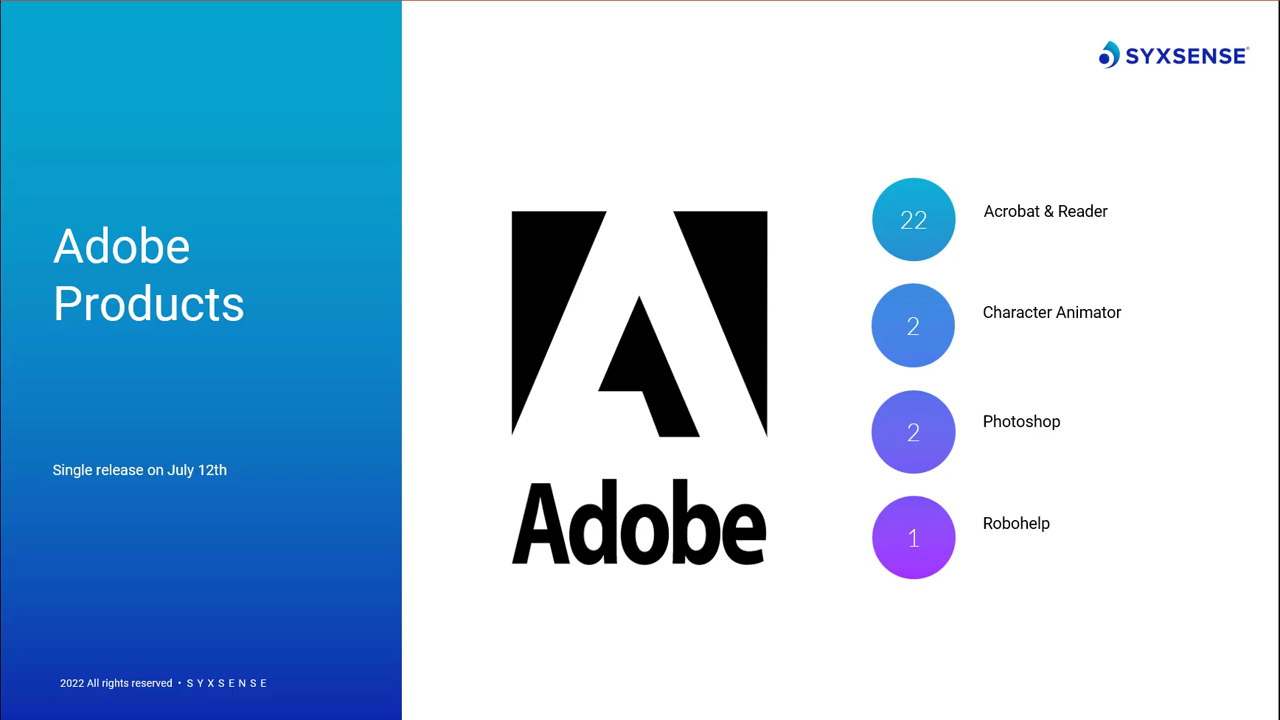 SYXSENSE
Adobe
Products
Single release on July 12th
2022 All rights reserved • SYXSENSE
Adobe
22 Acrobat & Reader
2 Character Animator
2 Photoshop
1 Robohelp